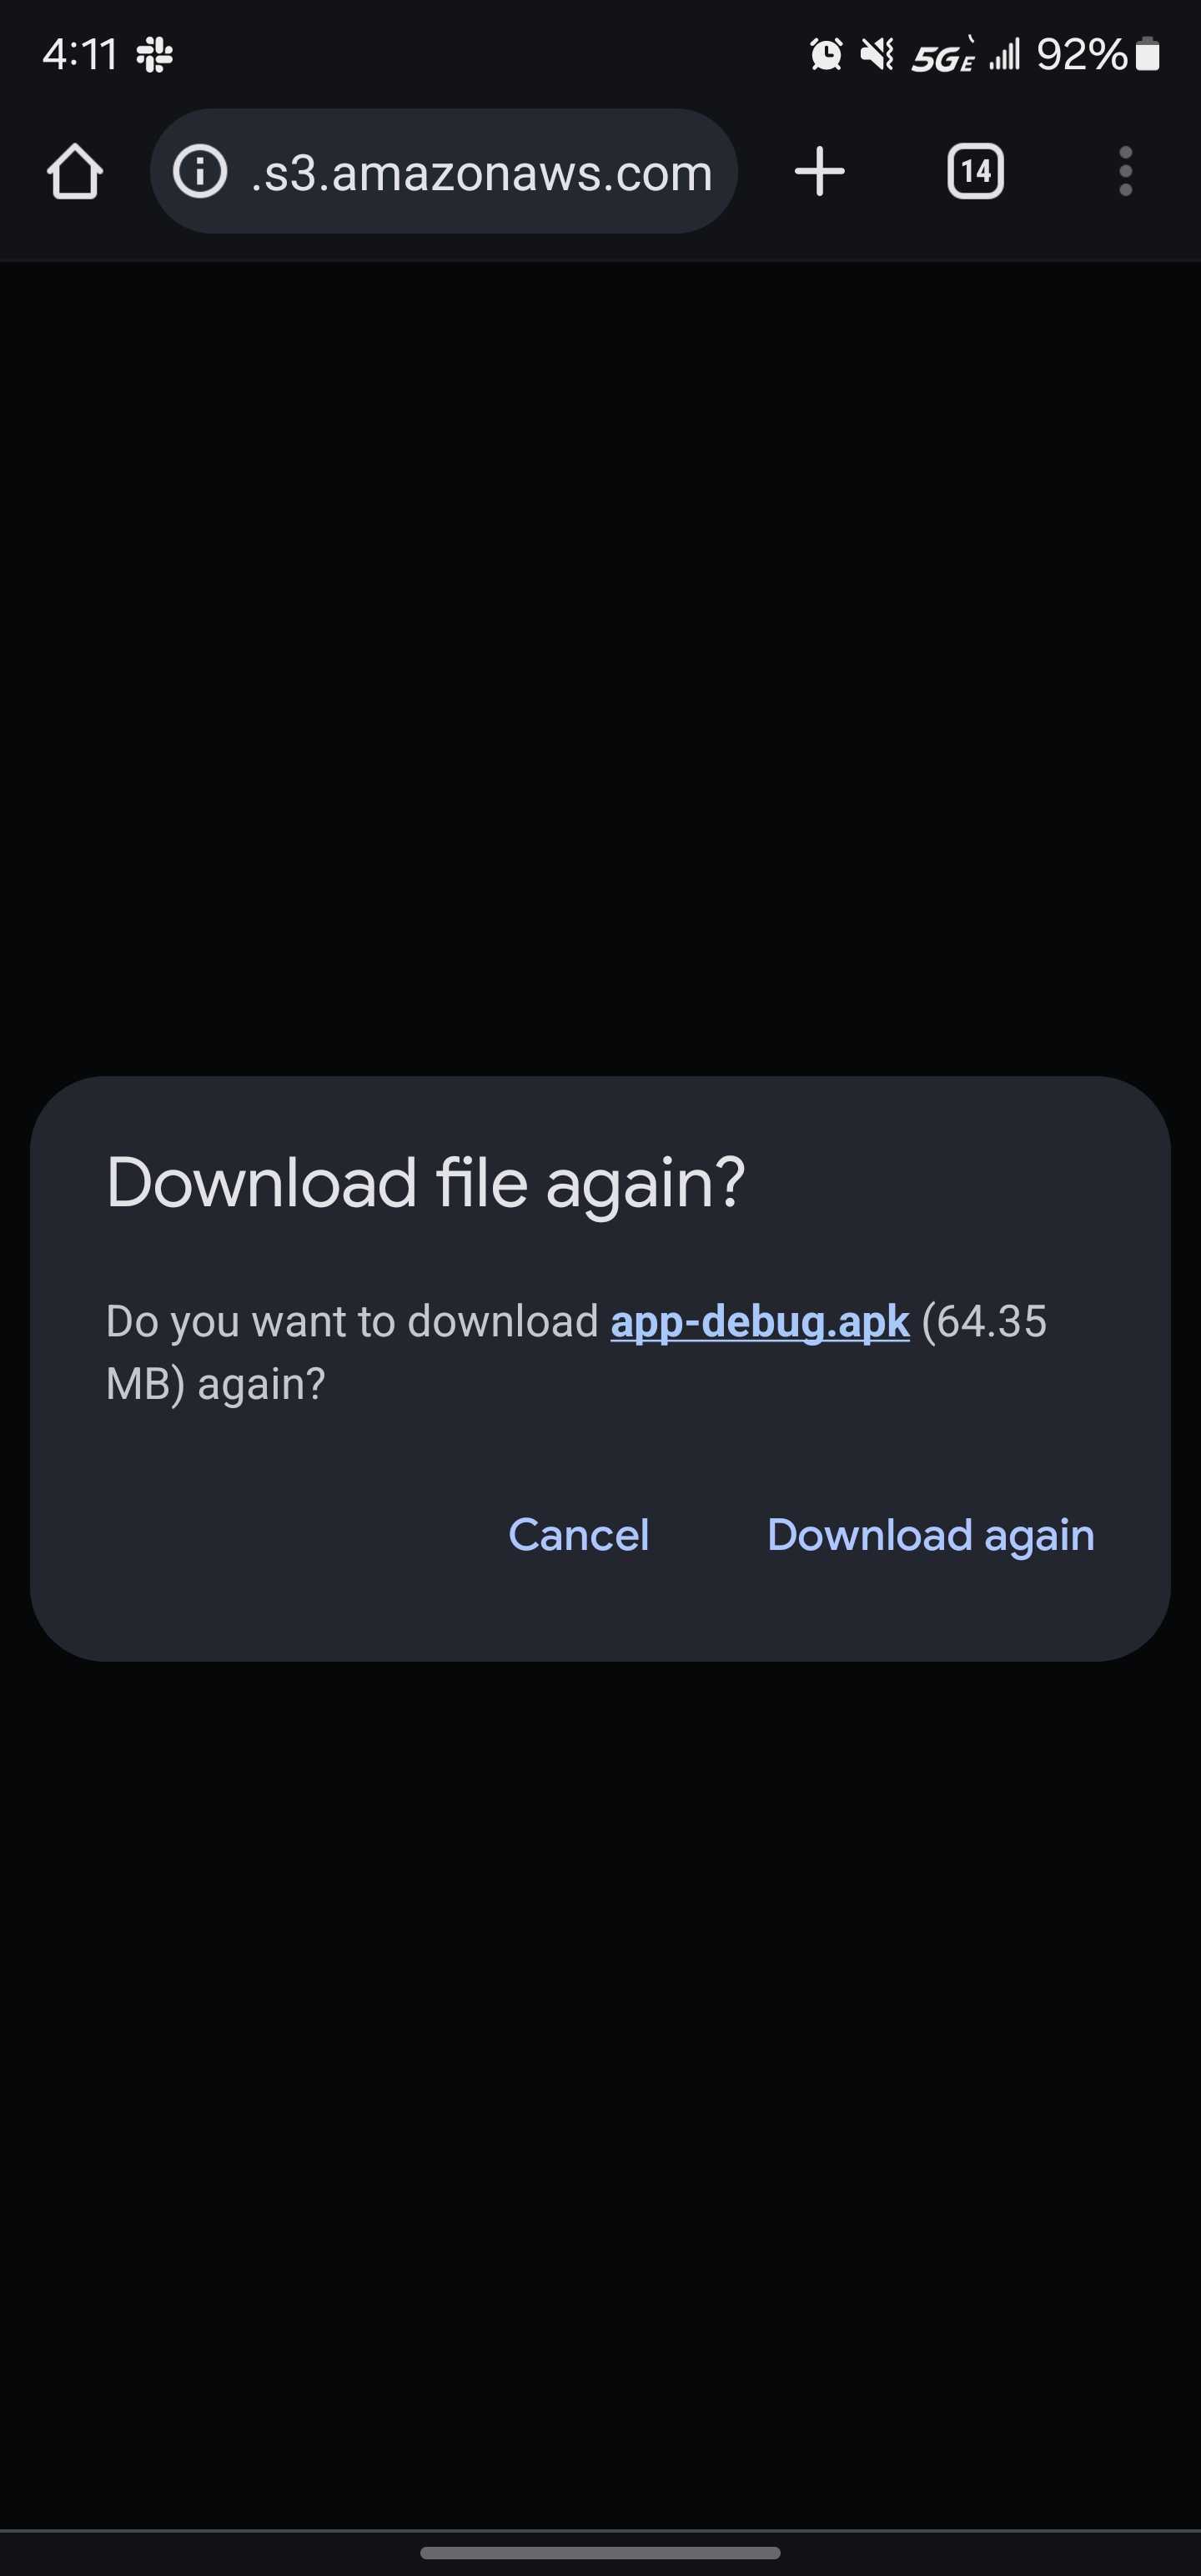 4:11
5GE 92%
.s3.amazonaws.com
14
Download file again?
Do you want to download app-debug.apk (64.35
MB) again?
Cancel
Download again